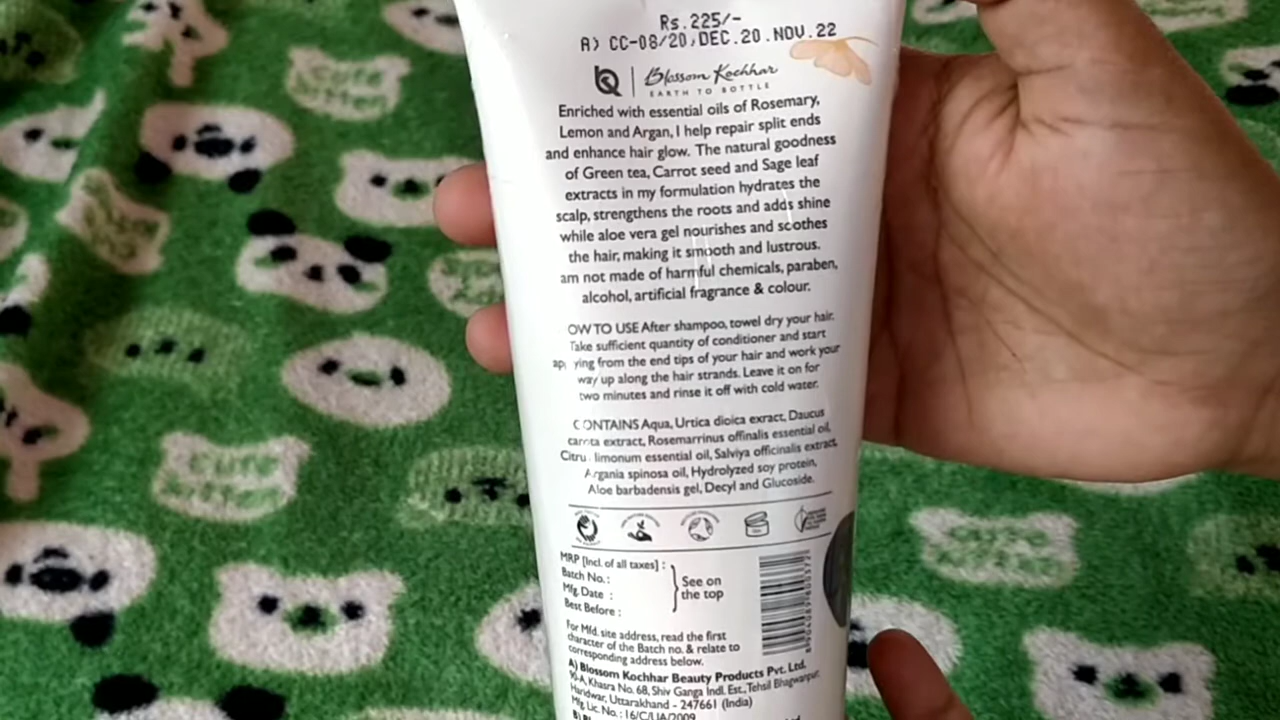 Rs.225/-
A) CC-08/20,DEC.20.NOV.22
Blossom Kochhar
EARTH TO BOTTLE
Enriched with essential oils of Rosemary,
Lemon and Argan, I help repair split ends
and enhance hair glow. The natural goodness
of Green tea, Carrot seed and Sage leaf
extracts in my formulation hydrates the
scalp, strengthens the roots and adds shine
while aloe vera gel nourishes and soothes
the hair, making it smooth and lustrous.
am not made of harmful chemicals, paraben,
alcohol, artificial fragrance & colour.
OW TO USE After shampoo, towel dry your hair.
Take sufficient quantity of conditioner and start
ap ying from the end tips of your hair and work your
way up along the hair strands. Leave it on for
two minutes and rinse it off with cold water.
CONTAINS Aqua, Urtica dioica exract, Daucus
carota extract, Rosemarrinus offinalis essential oil,
Citru limonum essential oil, Salviya officinalis extract,
Argania spinosa oil, Hydrolyzed soy protein,
Aloe barbadensis gel, Decyl and Glucoside.
MRP [Incl. of all taxes] :
Batch No. :
Mfg. Date :
Best Before :
See on
the top
For Mfd. site address, read the first
character of the Batch no. & relate to
corresponding address below.
A) Blossom Kochhar Beauty Products Pvt. Ltd.
Khasra No. 68, Shiv Ganga Indl. Est., Tehsil Bhagwanpur,
Haridwar, Uttarakhand - 247661 (India)
Mfg. Lic. No. : 16/C/UA/2009
cute
kitten